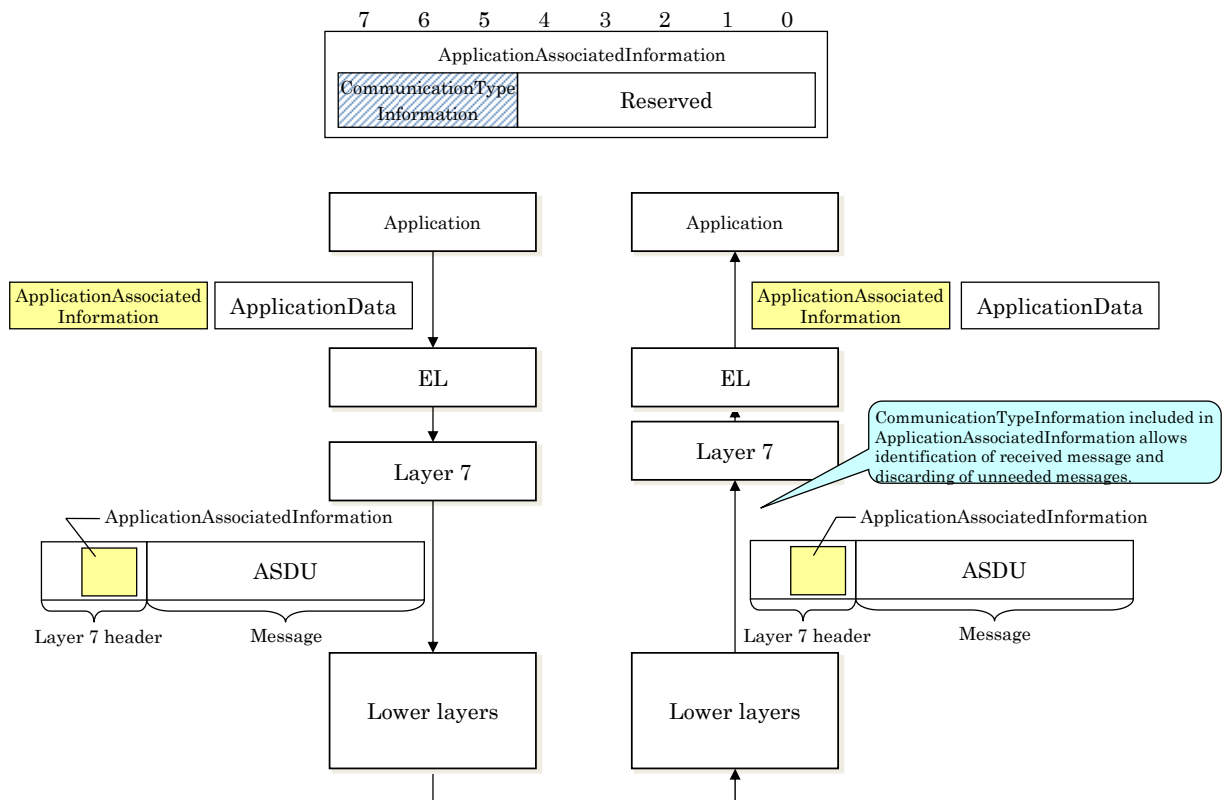 7 6 5 4 3 2 1 0
ApplicationAssociatedInformation
CommunicationType
Information
Reserved
Application
Application
ApplicationAssociated
Information
ApplicationData
ApplicationAssociated
Information
ApplicationData
EL
EL
CommunicationTypeInformation included in
ApplicationAssociatedInformation allows
identification of received message and
discarding of unneeded messages.
Layer 7
Layer 7
ApplicationAssociatedInformation
ApplicationAssociatedInformation
ASDU
ASDU
Layer 7 header
Message
Layer 7 header
Message
Lower layers
Lower layers